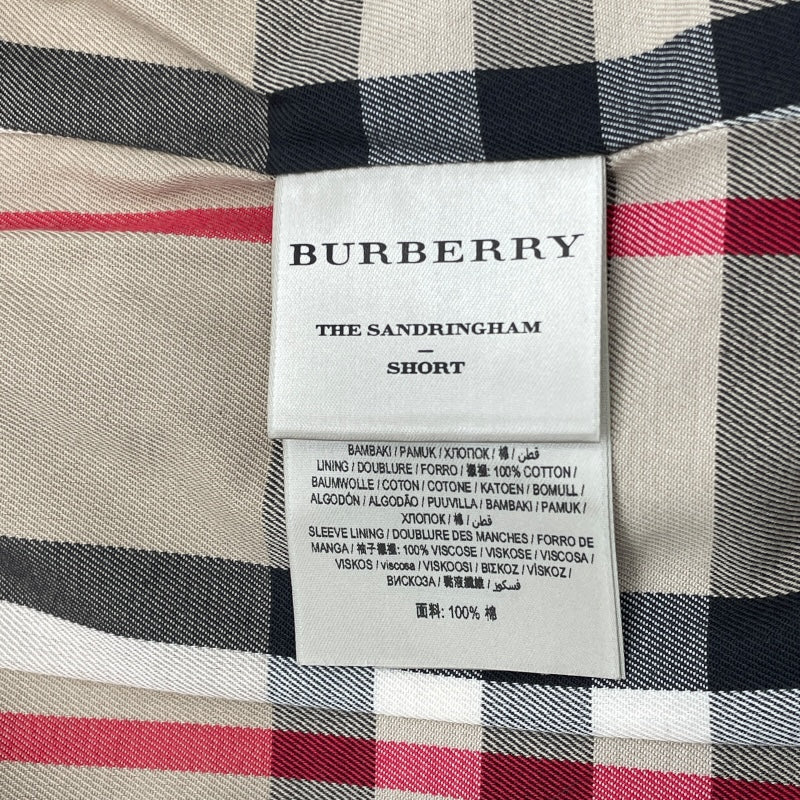 BURBERRY
THE SANDRINGHAM
–
SHORT
BAMBAKI / PAMUK / ХЛОПОК / 棉 / قطن /
LINING / DOUBLURE / FORRO / 襯裡: 100% COTTON /
BAUMWOLLE / COTON / COTONE / KATOEN / BOMULL /
ALGODÓN / ALGODÃO / PUUVILLA / BAMBAKI / PAMUK /
ХЛОПОК / 棉 / قطن /
SLEEVE LINING / DOUBLURE DES MANCHES / FORRO DE
MANGA / 袖子襯裡: 100% VISCOSE / VISKOSE / VISCOSA /
VISKOS / viscosa / VISKOOSI / ΒΙΣΚΟΖ / VİSKOZ /
ВИСКОЗА / 黏液纖維 / فسكوز /
面料: 100% 棉